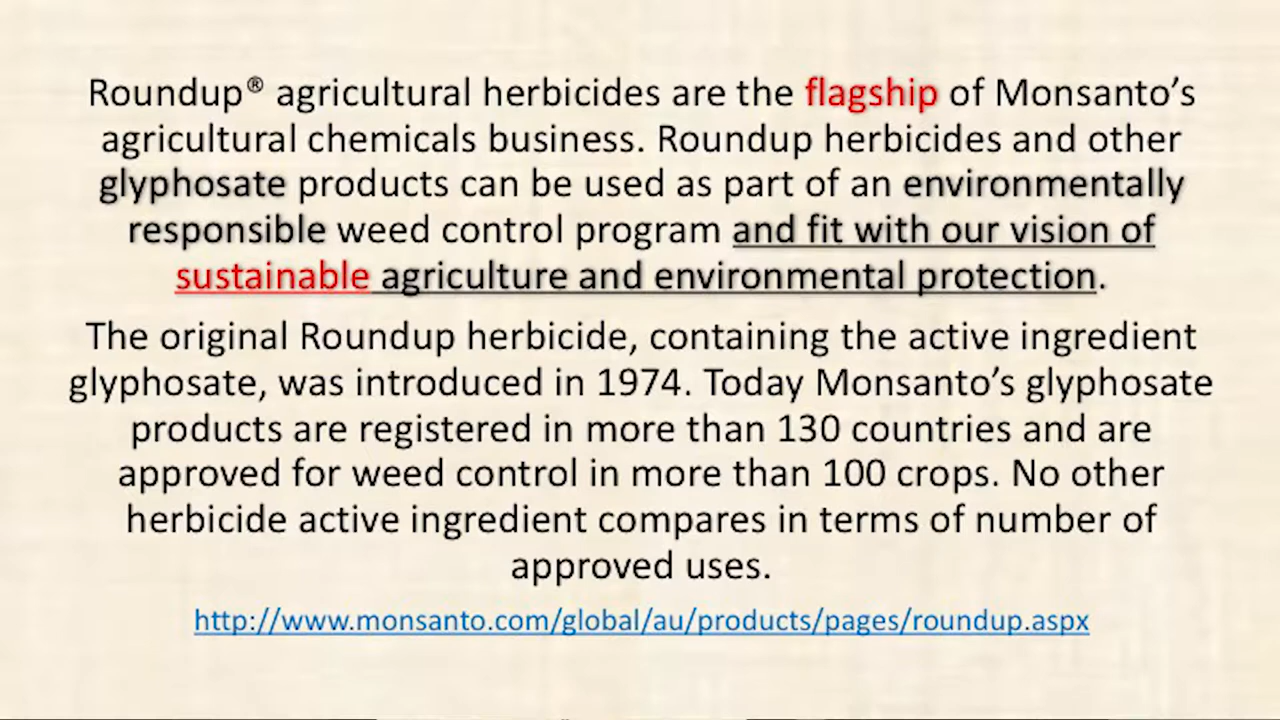 Roundup® agricultural herbicides are the flagship of Monsanto’s
agricultural chemicals business. Roundup herbicides and other
glyphosate products can be used as part of an environmentally
responsible weed control program and fit with our vision of
sustainable agriculture and environmental protection.
The original Roundup herbicide, containing the active ingredient
glyphosate, was introduced in 1974. Today Monsanto’s glyphosate
products are registered in more than 130 countries and are
approved for weed control in more than 100 crops. No other
herbicide active ingredient compares in terms of number of
approved uses.
http://www.monsanto.com/global/au/products/pages/roundup.aspx